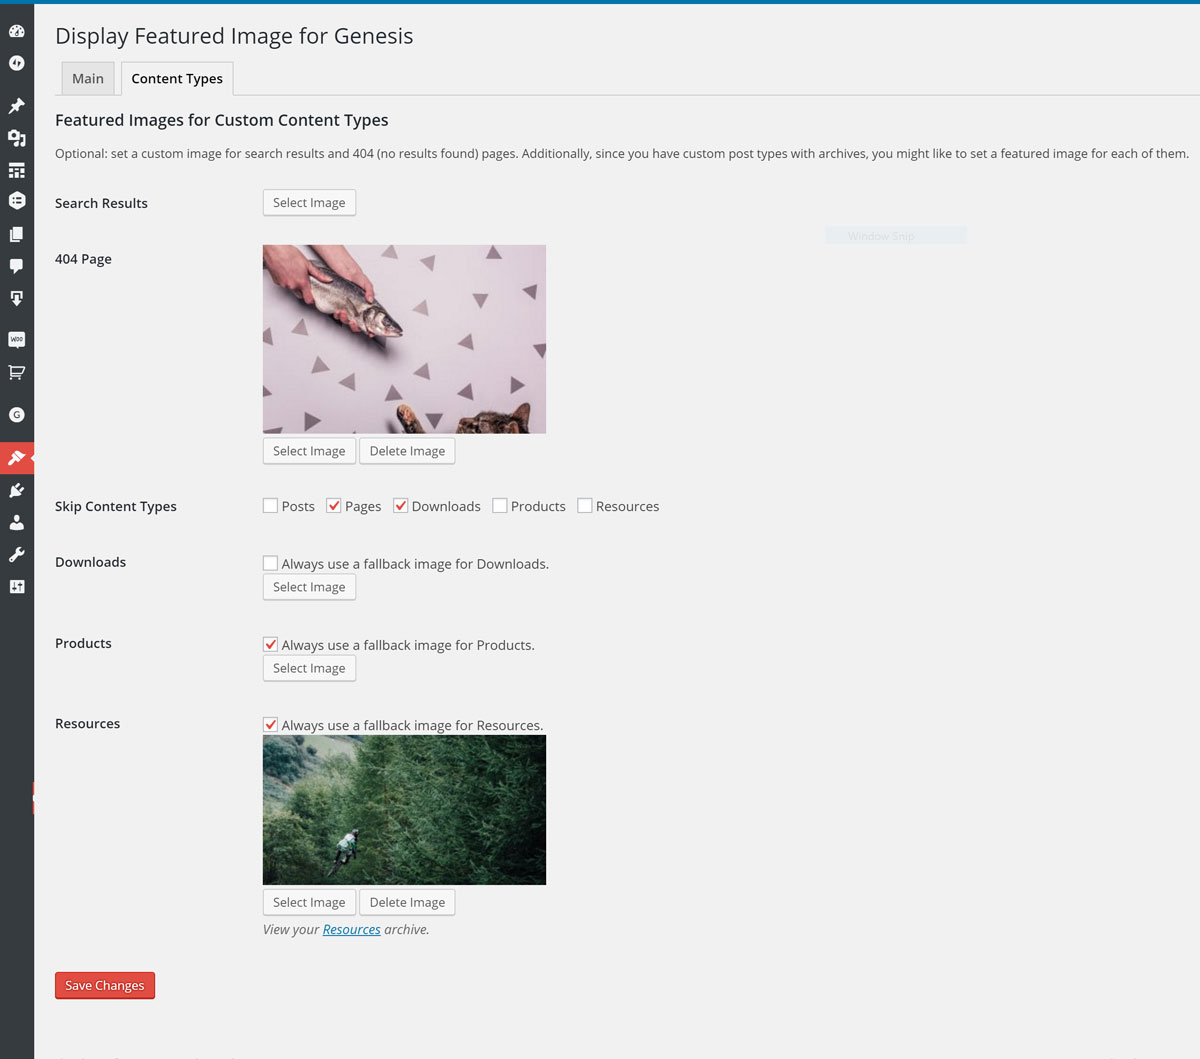 Display Featured Image for Genesis
Main
Content Types
Featured Images for Custom Content Types
Optional: set a custom image for search results and 404 (no results found) pages. Additionally, since you have custom post types with archives, you might like to set a featured image for each of them.
Search Results
Select Image
Window Snip
404 Page
WOO
G
Select Image
Delete Image
Skip Content Types
Posts
Pages
Downloads
Products
Resources
Downloads
Always use a fallback image for Downloads.
Select Image
Products
Always use a fallback image for Products.
Select Image
Resources
Always use a fallback image for Resources.
Select Image
Delete Image
View your Resources archive.
Save Changes